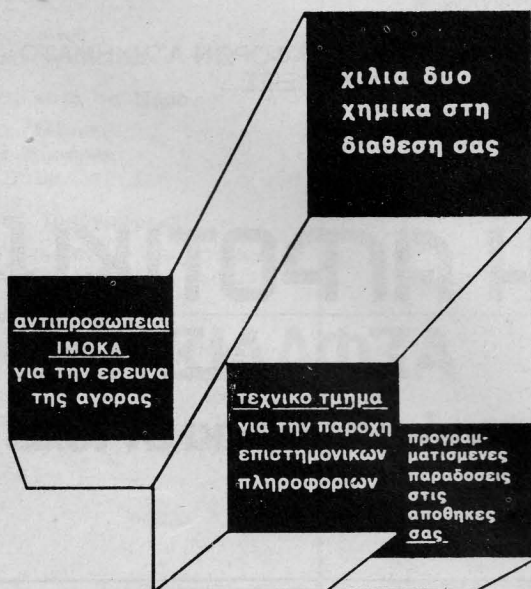 χιλια δυο
χημικα στη
διαθεση σας
αντιπροσωπειαι
ΙΜΟΚΑ
για την ερευνα
της αγορας
τεχνικο τμημα
για την παροχη
επιστημονικων
πληροφοριων
προγραμ-
ματισμενες
παραδοσεις
στις
αποθηκες
σας